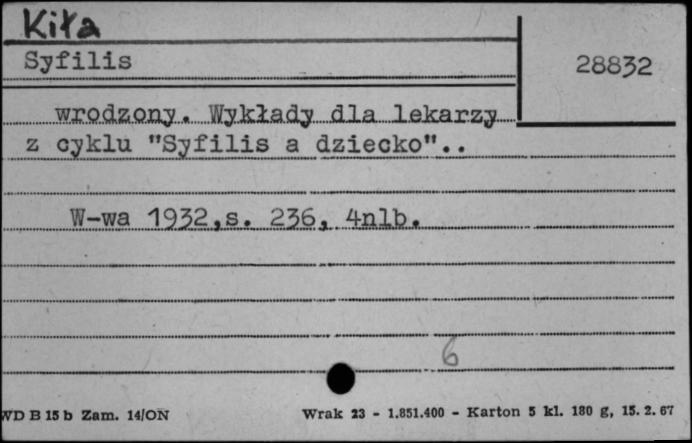 Kiła
Syfilis
28832
wrodzony. Wykłady dla lekarzy
z cyklu "Syfilis a dziecko"..
W-wa 1932,s. 236, 4nlb.
6
WD B 15 b Zam. 14/ON
Wrak 23 - 1.851.400 - Karton 5 kl. 180 g, 15. 2. 67